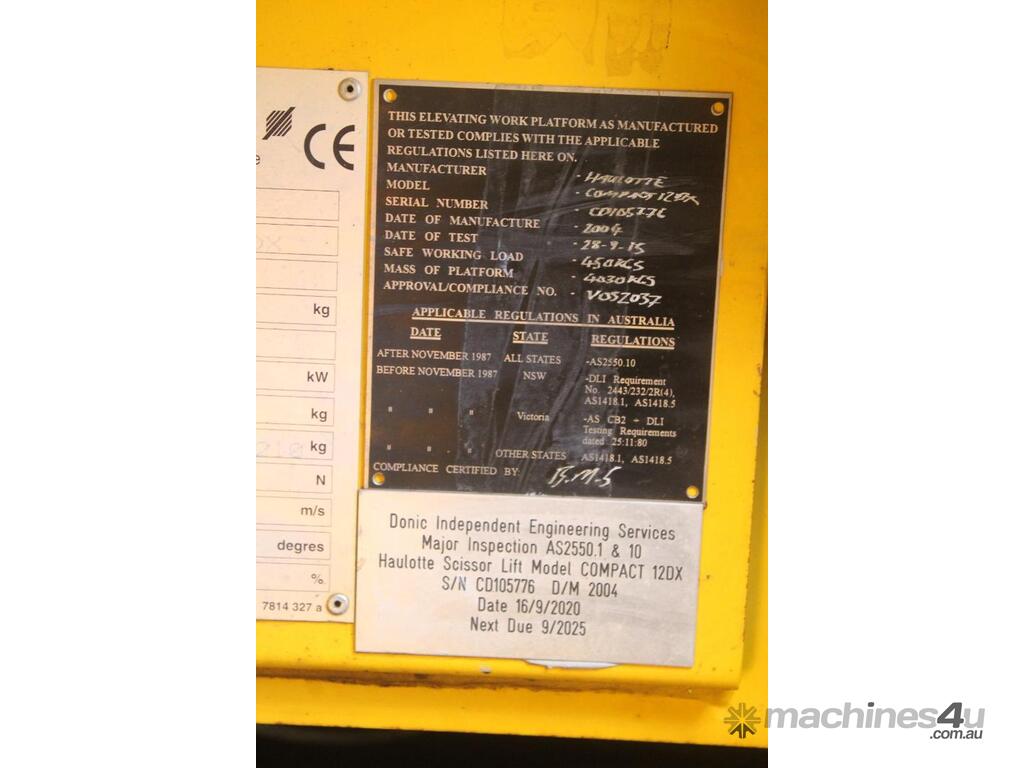 CE
e
DX
kg
kW
kg
kg
N
m/s
degres
%
7814 327 a
THIS ELEVATING WORK PLATFORM AS MANUFACTURED
OR TESTED COMPLIES WITH THE APPLICABLE
REGULATIONS LISTED HERE ON.
MANUFACTURER - HAULOTTE
MODEL - COMPACT 12DX
SERIAL NUMBER - CD105776
DATE OF MANUFACTURE - 2004
DATE OF TEST - 28-9-15
SAFE WORKING LOAD - 450KGS
MASS OF PLATFORM - 4030KGS
APPROVAL/COMPLIANCE NO. - VOS2037
APPLICABLE REGULATIONS IN AUSTRALIA
DATE STATE REGULATIONS
AFTER NOVEMBER 1987 ALL STATES -AS2550.10
BEFORE NOVEMBER 1987 NSW -DLI Requirement
No. 2443/232/2R(4),
AS1418.1, AS1418.5
" " " Victoria -AS CB2 + DLI
Testing Requirements
dated 25:11:80
" " " OTHER STATES AS1418.1, AS1418.5
COMPLIANCE CERTIFIED BY: B.M.S
Donic Independent Engineering Services
Major Inspection AS2550.1 & 10
Haulotte Scissor Lift Model COMPACT 12DX
S/N CD105776 D/M 2004
Date 16/9/2020
Next Due 9/2025
machines4u
.com.au